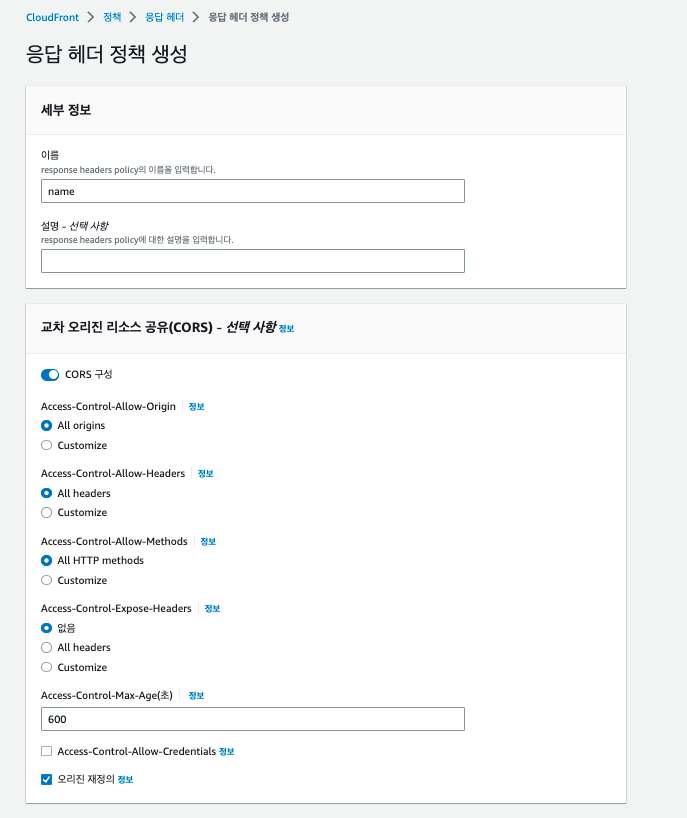 CloudFront > 정책 > 응답 헤더 > 응답 헤더 정책 생성
응답 헤더 정책 생성
세부 정보
이름
response headers policy의 이름을 입력합니다.
name
설명 - 선택 사항
response headers policy에 대한 설명을 입력합니다.
교차 오리진 리소스 공유(CORS) - 선택 사항 정보
CORS 구성
Access-Control-Allow-Origin 정보
All origins
Customize
Access-Control-Allow-Headers 정보
All headers
Customize
Access-Control-Allow-Methods 정보
All HTTP methods
Customize
Access-Control-Expose-Headers 정보
없음
All headers
Customize
Access-Control-Max-Age(초) 정보
600
Access-Control-Allow-Credentials 정보
오리진 재정의 정보